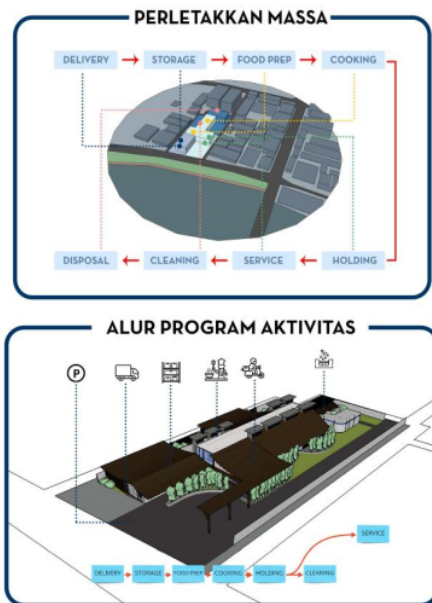 PERLETAKKAN MASSA
DELIVERY STORAGE FOOD PREP COOKING
DISPOSAL CLEANING SERVICE HOLDING
ALUR PROGRAM AKTIVITAS
P
SERVICE
DELIVERY STORAGE FOOD PREP COOKING HOLDING CLEANING